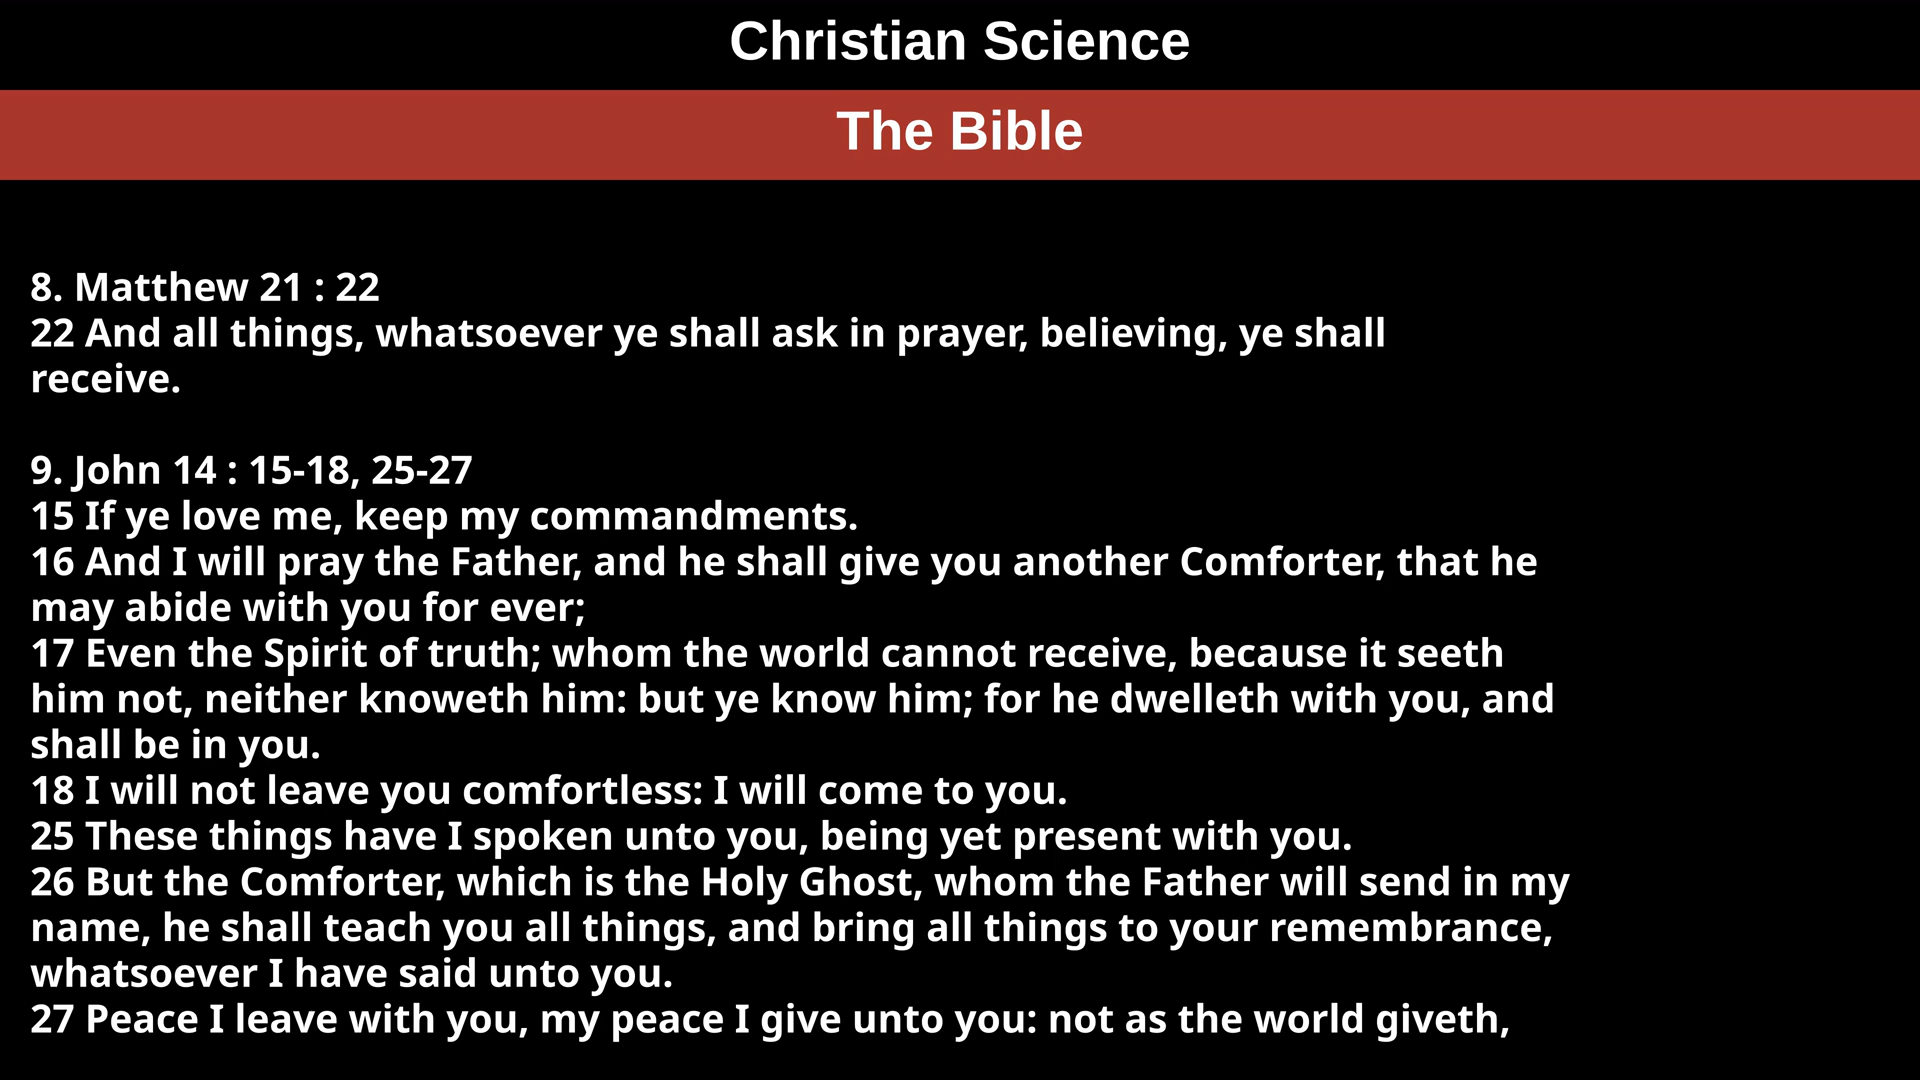 Christian Science
The Bible
8. Matthew 21 : 22
22 And all things, whatsoever ye shall ask in prayer, believing, ye shall
receive.
9. John 14 : 15-18, 25-27
15 If ye love me, keep my commandments.
16 And I will pray the Father, and he shall give you another Comforter, that he
may abide with you for ever;
17 Even the Spirit of truth; whom the world cannot receive, because it seeth
him not, neither knoweth him: but ye know him; for he dwelleth with you, and
shall be in you.
18 I will not leave you comfortless: I will come to you.
25 These things have I spoken unto you, being yet present with you.
26 But the Comforter, which is the Holy Ghost, whom the Father will send in my
name, he shall teach you all things, and bring all things to your remembrance,
whatsoever I have said unto you.
27 Peace I leave with you, my peace I give unto you: not as the world giveth,